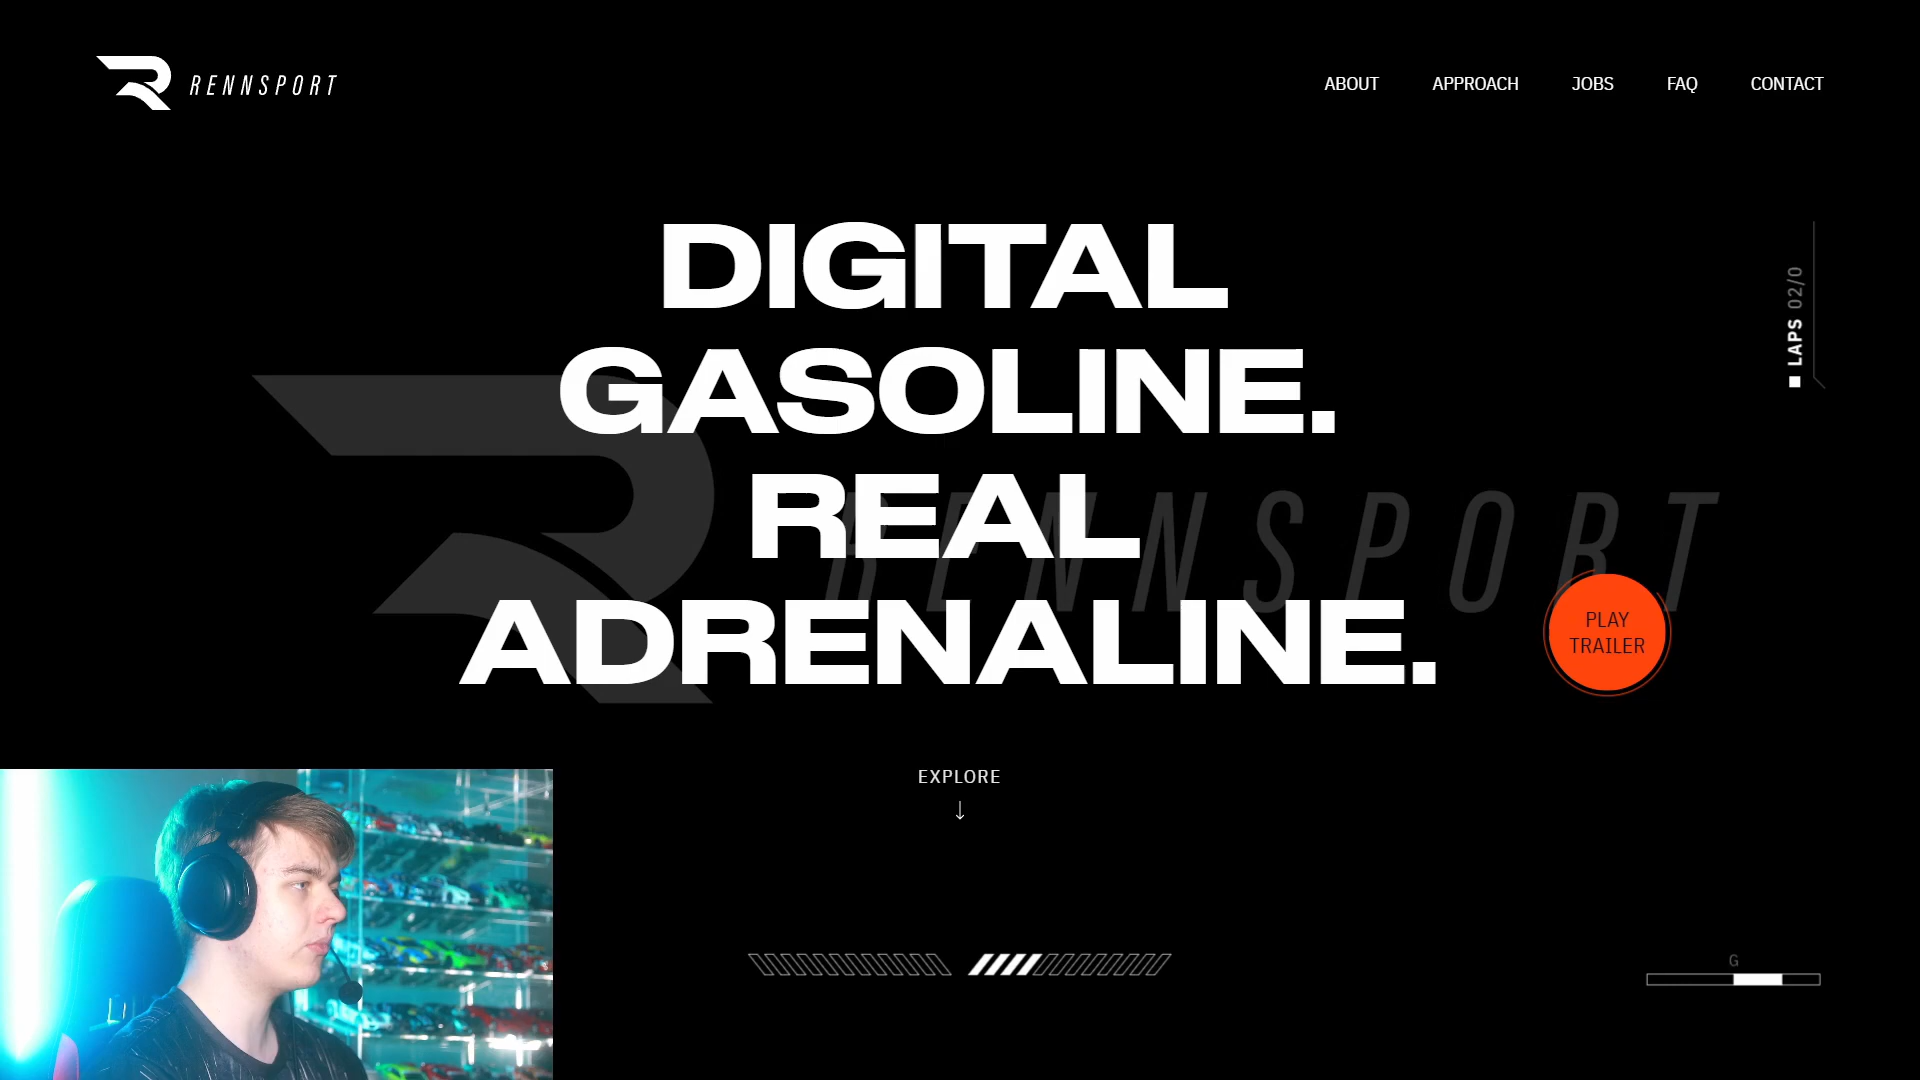 RENNSPORT
ABOUT
APPROACH
JOBS
FAQ
CONTACT
DIGITAL
GASOLINE.
REAL
ADRENALINE.
RENNSPORT
LAPS 02/0
PLAY
TRAILER
EXPLORE
G